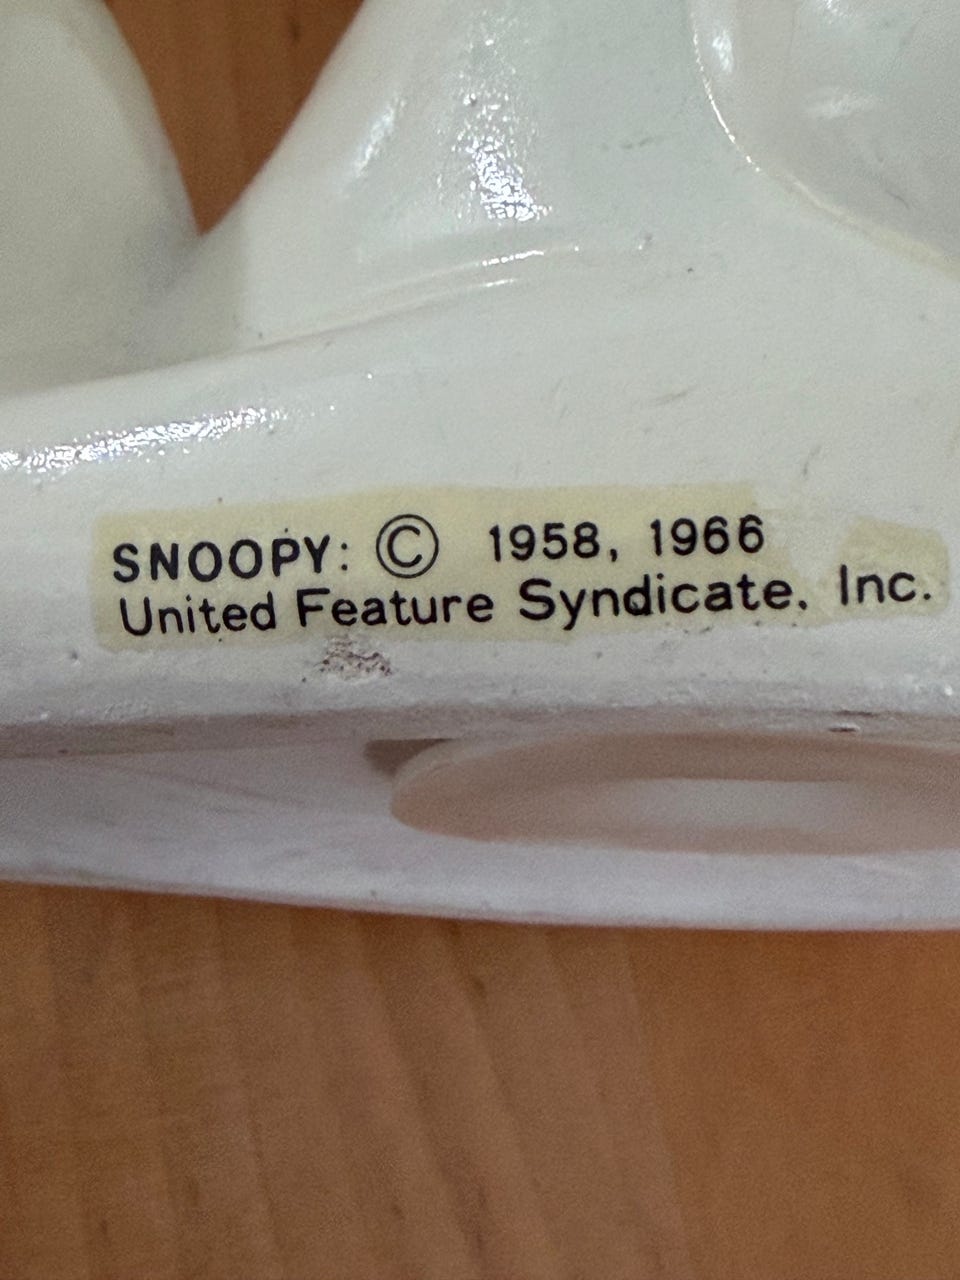 SNOOPY: © 1958, 1966
United Feature Syndicate. Inc.